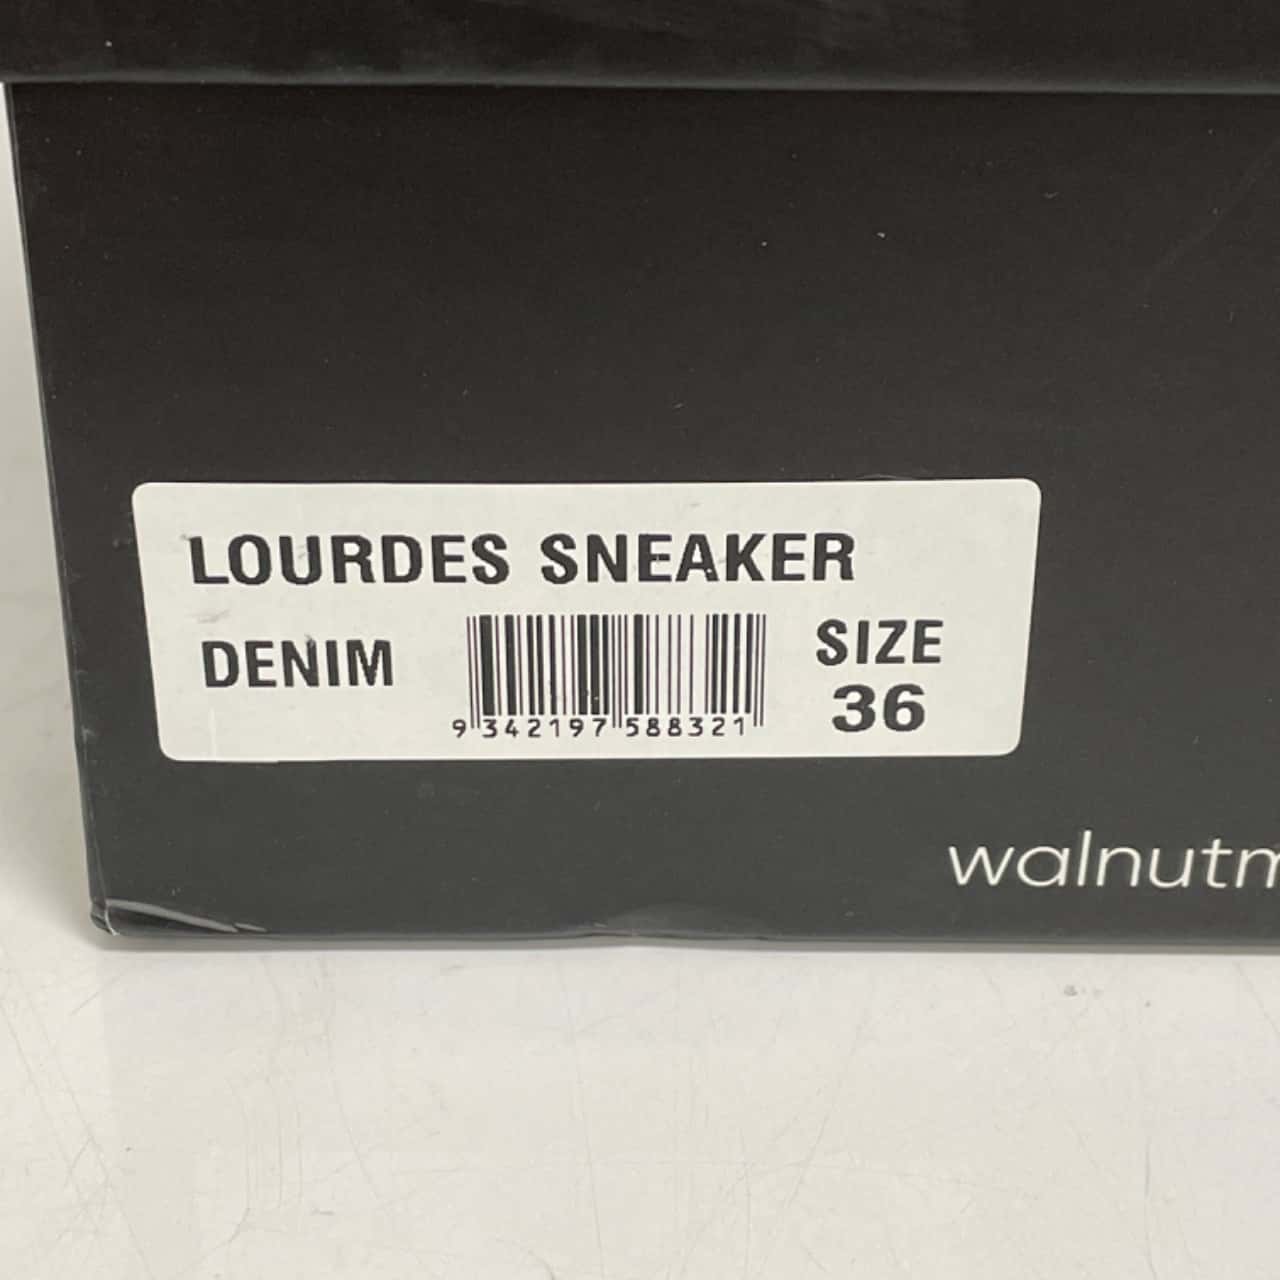 LOURDES SNEAKER
DENIM
SIZE
36
9 342197 588321
walnutm